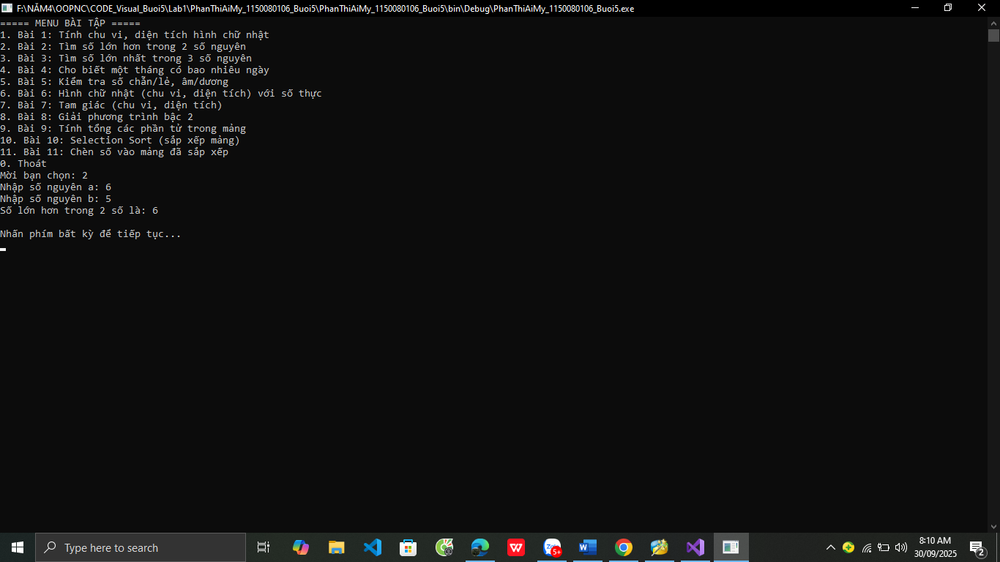 F:\NĂM4\OOPNC\CODE_Visual_Buoi5\Lab1\PhanThiAiMy_1150080106_Buoi5\PhanThiAiMy_1150080106_Buoi5\bin\Debug\PhanThiAiMy_1150080106_Buoi5.exe
===== MENU BÀI TẬP =====
1. Bài 1: Tính chu vi, diện tích hình chữ nhật
2. Bài 2: Tìm số lớn hơn trong 2 số nguyên
3. Bài 3: Tìm số lớn nhất trong 3 số nguyên
4. Bài 4: Cho biết một tháng có bao nhiêu ngày
5. Bài 5: Kiểm tra số chẵn/lẻ, âm/dương
6. Bài 6: Hình chữ nhật (chu vi, diện tích) với số thực
7. Bài 7: Tam giác (chu vi, diện tích)
8. Bài 8: Giải phương trình bậc 2
9. Bài 9: Tính tổng các phần tử trong mảng
10. Bài 10: Selection Sort (sắp xếp mảng)
11. Bài 11: Chèn số vào mảng đã sắp xếp
0. Thoát
Mời bạn chọn: 2
Nhập số nguyên a: 6
Nhập số nguyên b: 5
Số lớn hơn trong 2 số là: 6
Nhấn phím bất kỳ để tiếp tục...
Type here to search
Zalo
5+
W
8:10 AM
30/09/2025
2